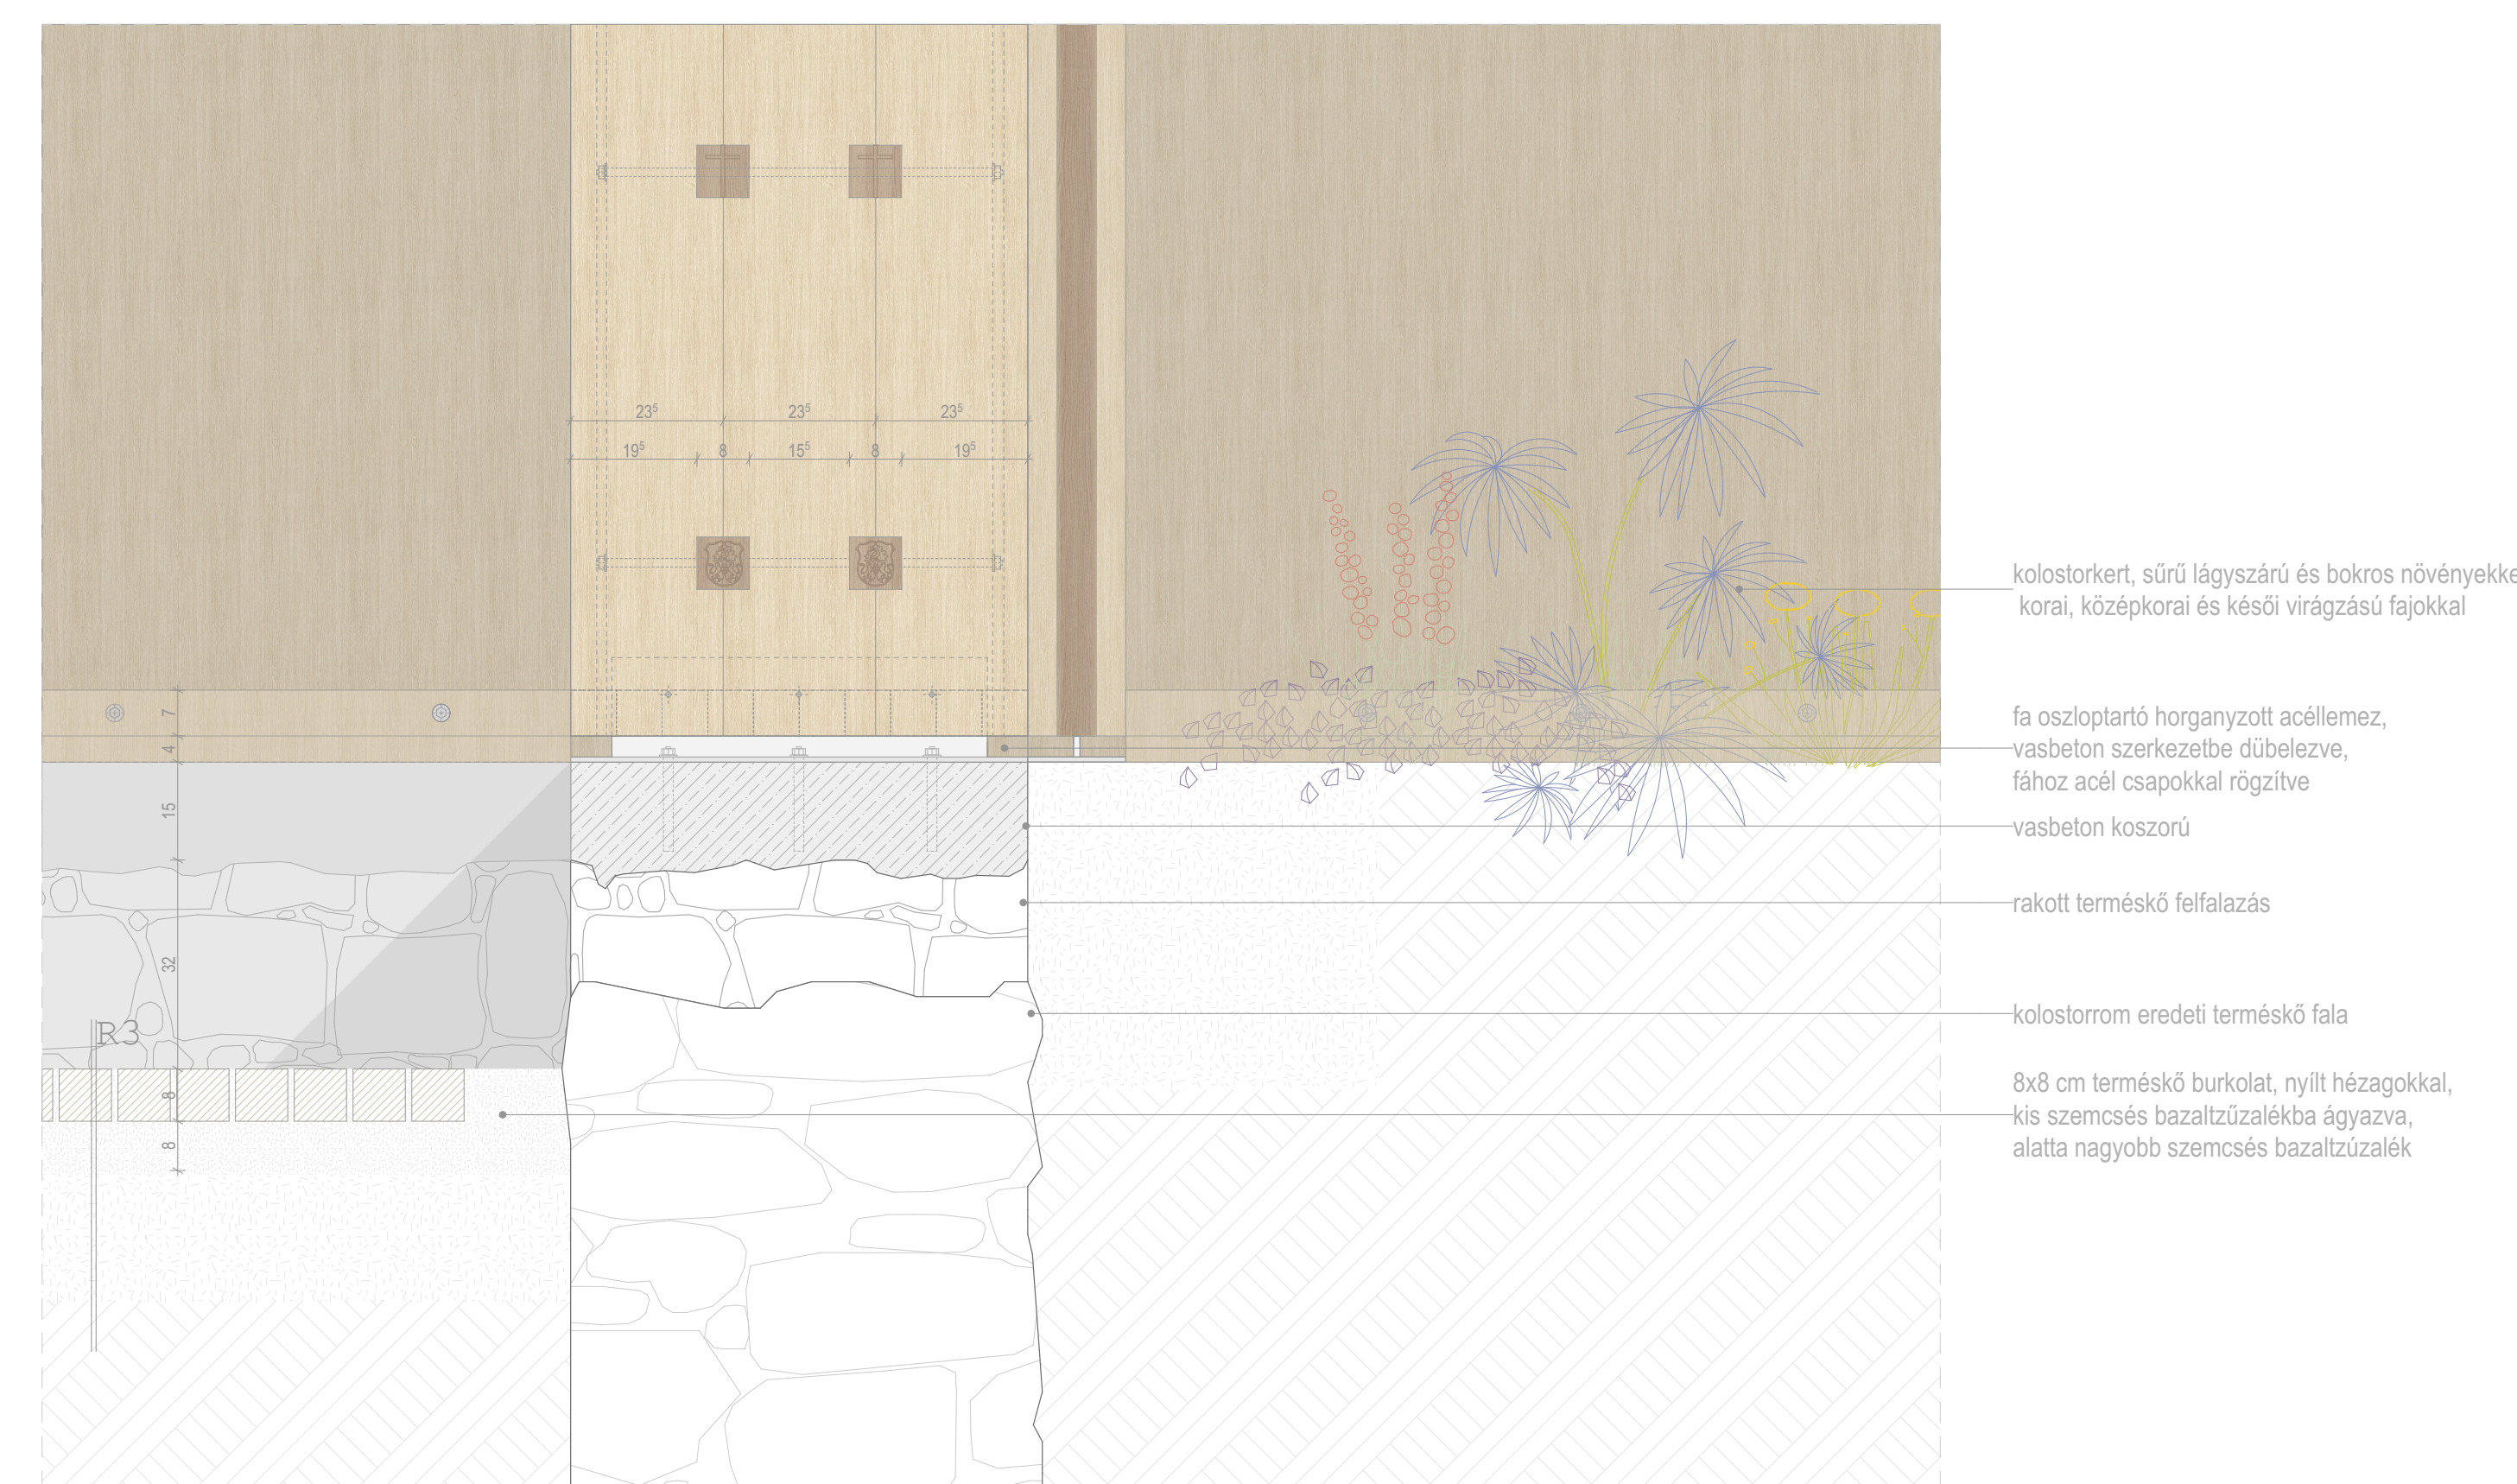 23⁵ 23⁵ 23⁵
19⁵ 8 15⁵ 8 19⁵
kolostorkert, sűrű lágyszárú és bokros növényekke
korai, középkorai és késői virágzású fajokkal
7
4
15
32
8
8
R3
fa oszloptartó horganyzott acéllemez,
vasbeton szerkezetbe dübelezve,
fához acél csapokkal rögzítve
vasbeton koszorú
rakott terméskő felfalazás
kolostorrom eredeti terméskő fala
8x8 cm terméskő burkolat, nyílt hézagokkal,
kis szemcsés bazaltzűzalékba ágyazva,
alatta nagyobb szemcsés bazaltzúzalék